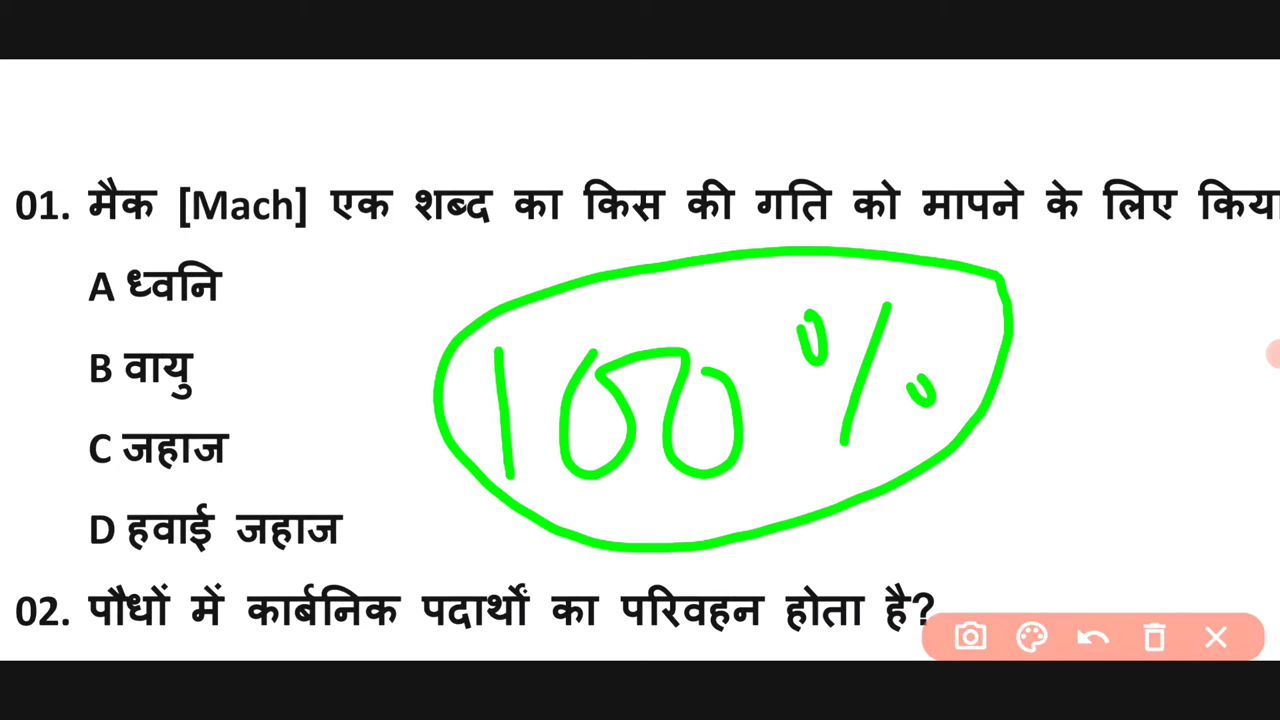 01. मैक [Mach] एक शब्द का किस की गति को मापने के लिए किया
A ध्वनि
B वायु
C जहाज
D हवाई जहाज
100%
02. पौधों में कार्बनिक पदार्थों का परिवहन होता है?